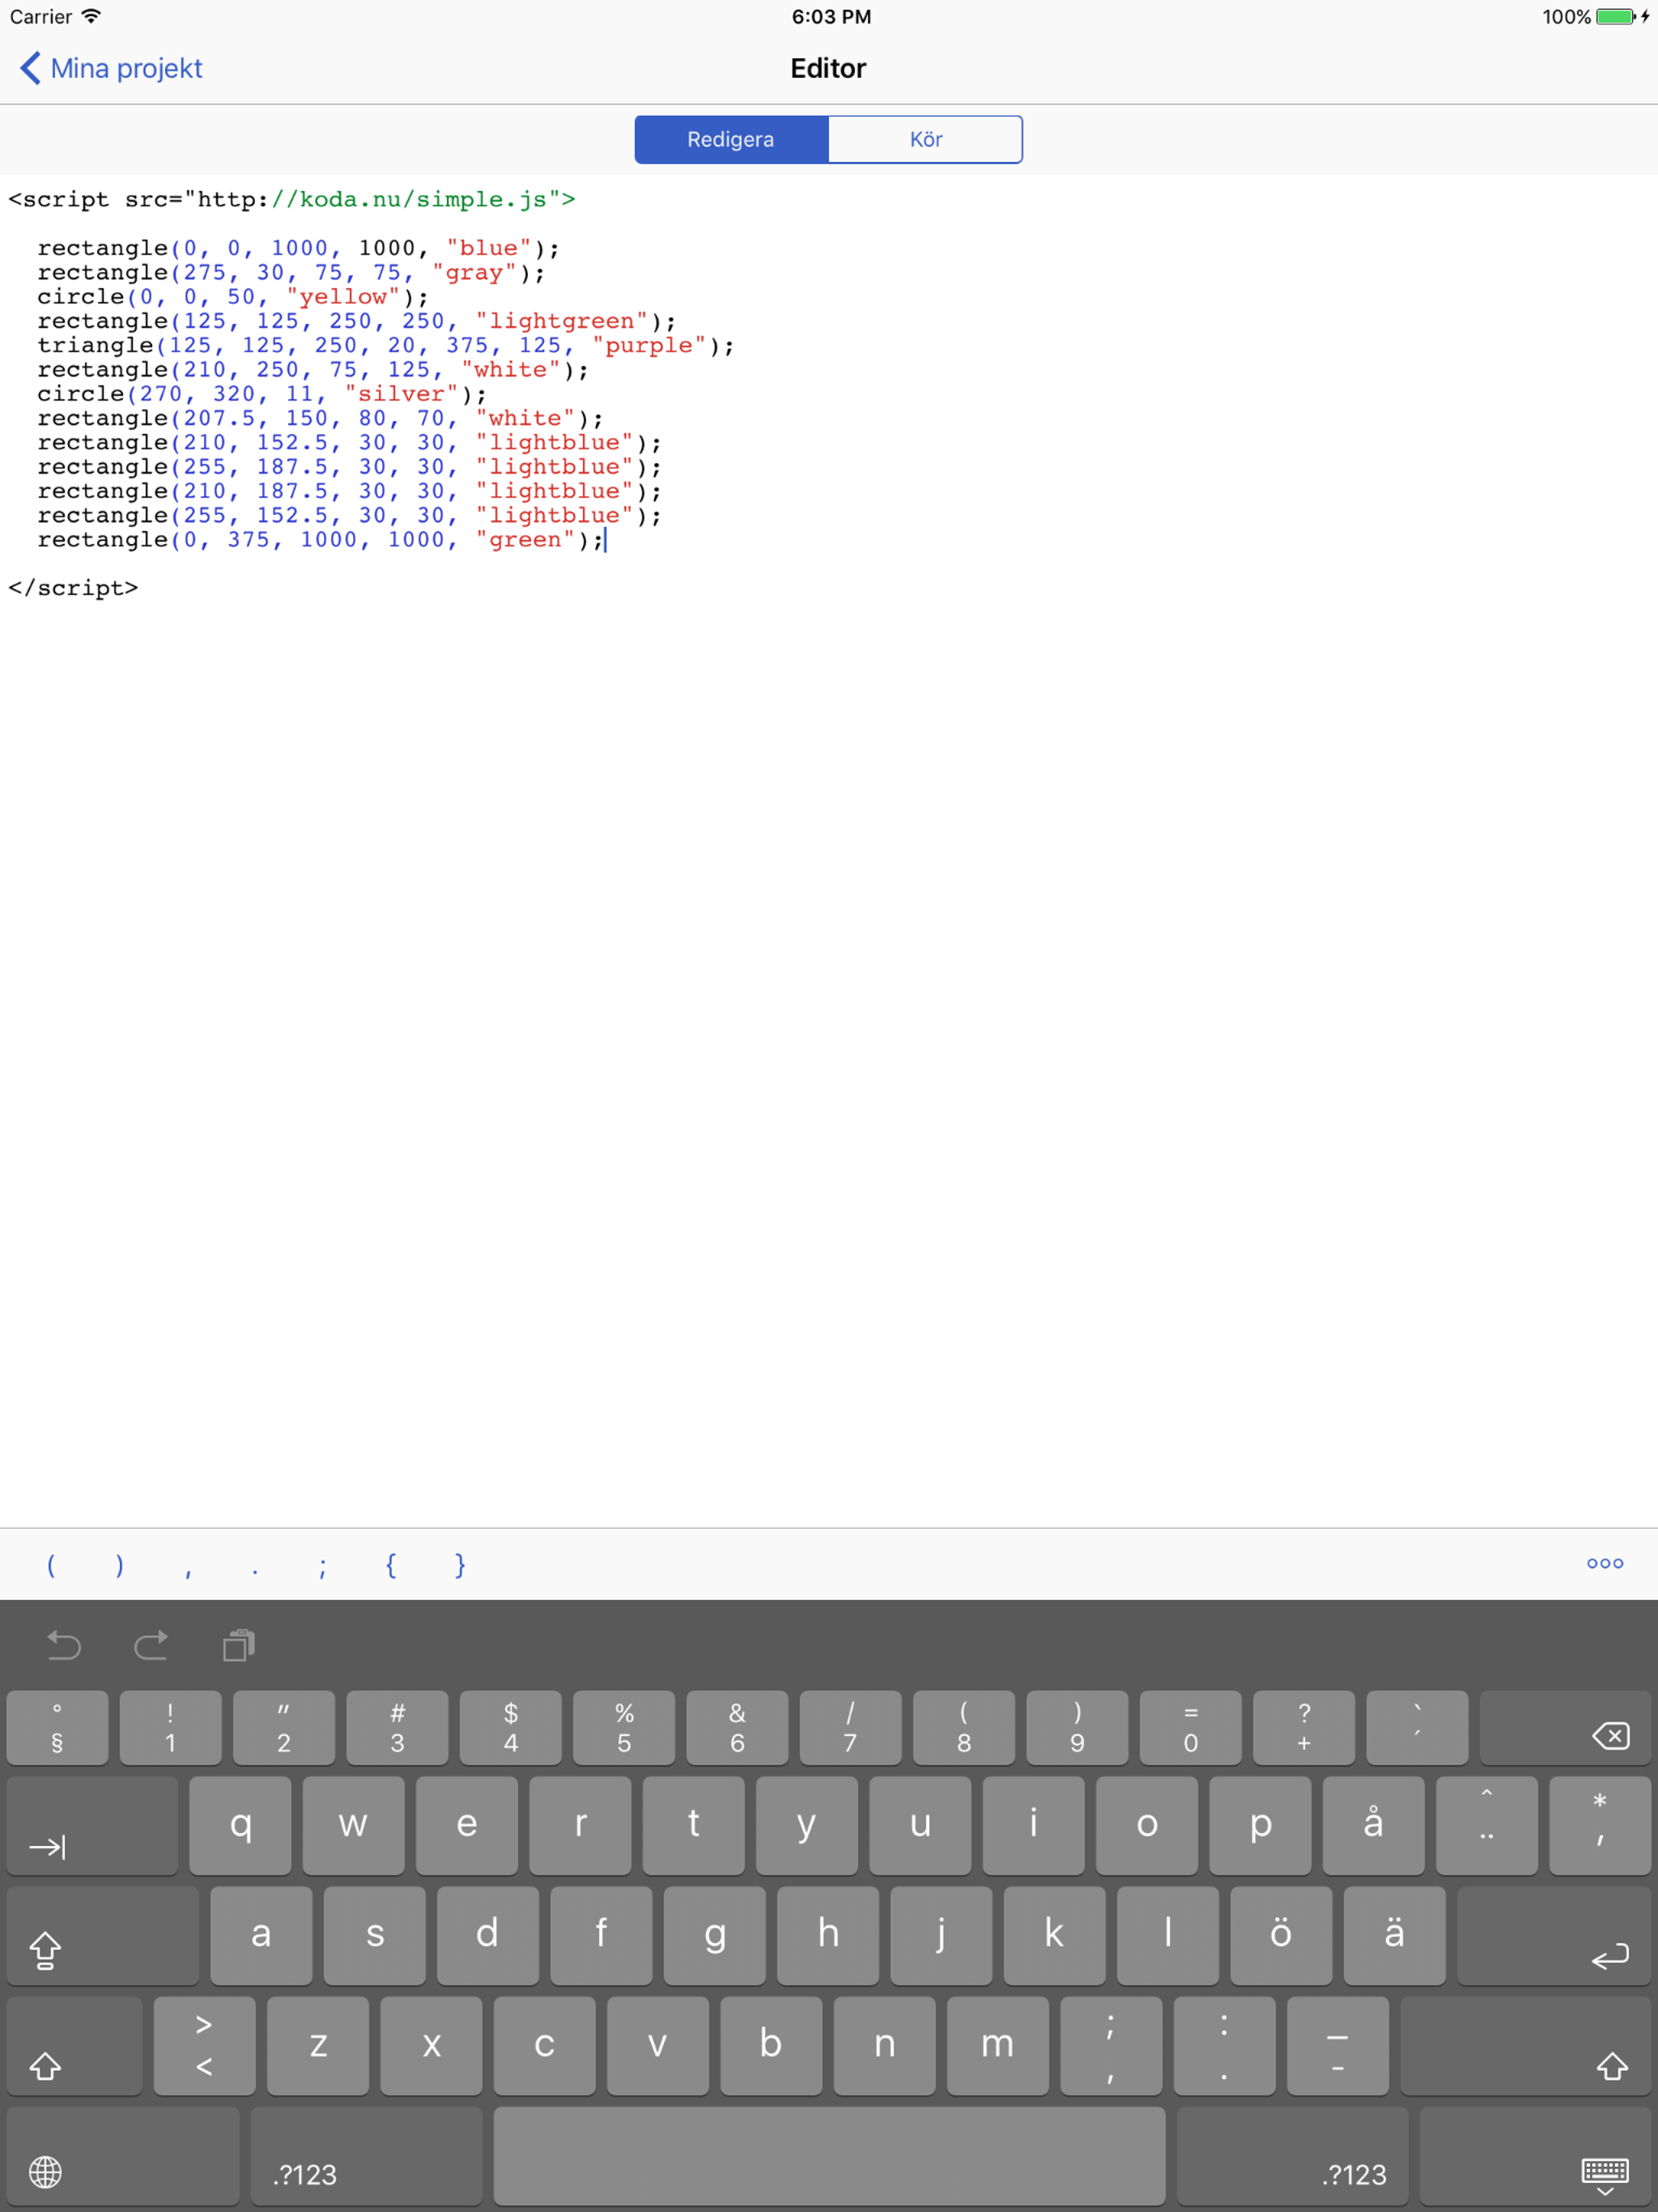 Carrier 6:03 PM 100%
Mina projekt Editor
Redigera Kör
<script src="http://koda.nu/simple.js">
rectangle(0, 0, 1000, 1000, "blue");
rectangle(275, 30, 75, 75, "gray");
circle(0, 0, 50, "yellow");
rectangle(125, 125, 250, 250, "lightgreen");
triangle(125, 125, 250, 20, 375, 125, "purple");
rectangle(210, 250, 75, 125, "white");
circle(270, 320, 11, "silver");
rectangle(207.5, 150, 80, 70, "white");
rectangle(210, 152.5, 30, 30, "lightblue");
rectangle(255, 187.5, 30, 30, "lightblue");
rectangle(210, 187.5, 30, 30, "lightblue");
rectangle(255, 152.5, 30, 30, "lightblue");
rectangle(0, 375, 1000, 1000, "green");
</script>
( ) , . ; { }
° ! " # $ % & / ( ) = ? `
§ 1 2 3 4 5 6 7 8 9 0 + ´
q w e r t y u i o p å ^ ¨ * '
a s d f g h j k l ö ä
> < z x c v b n m ; , : . _ -
.?123 .?123